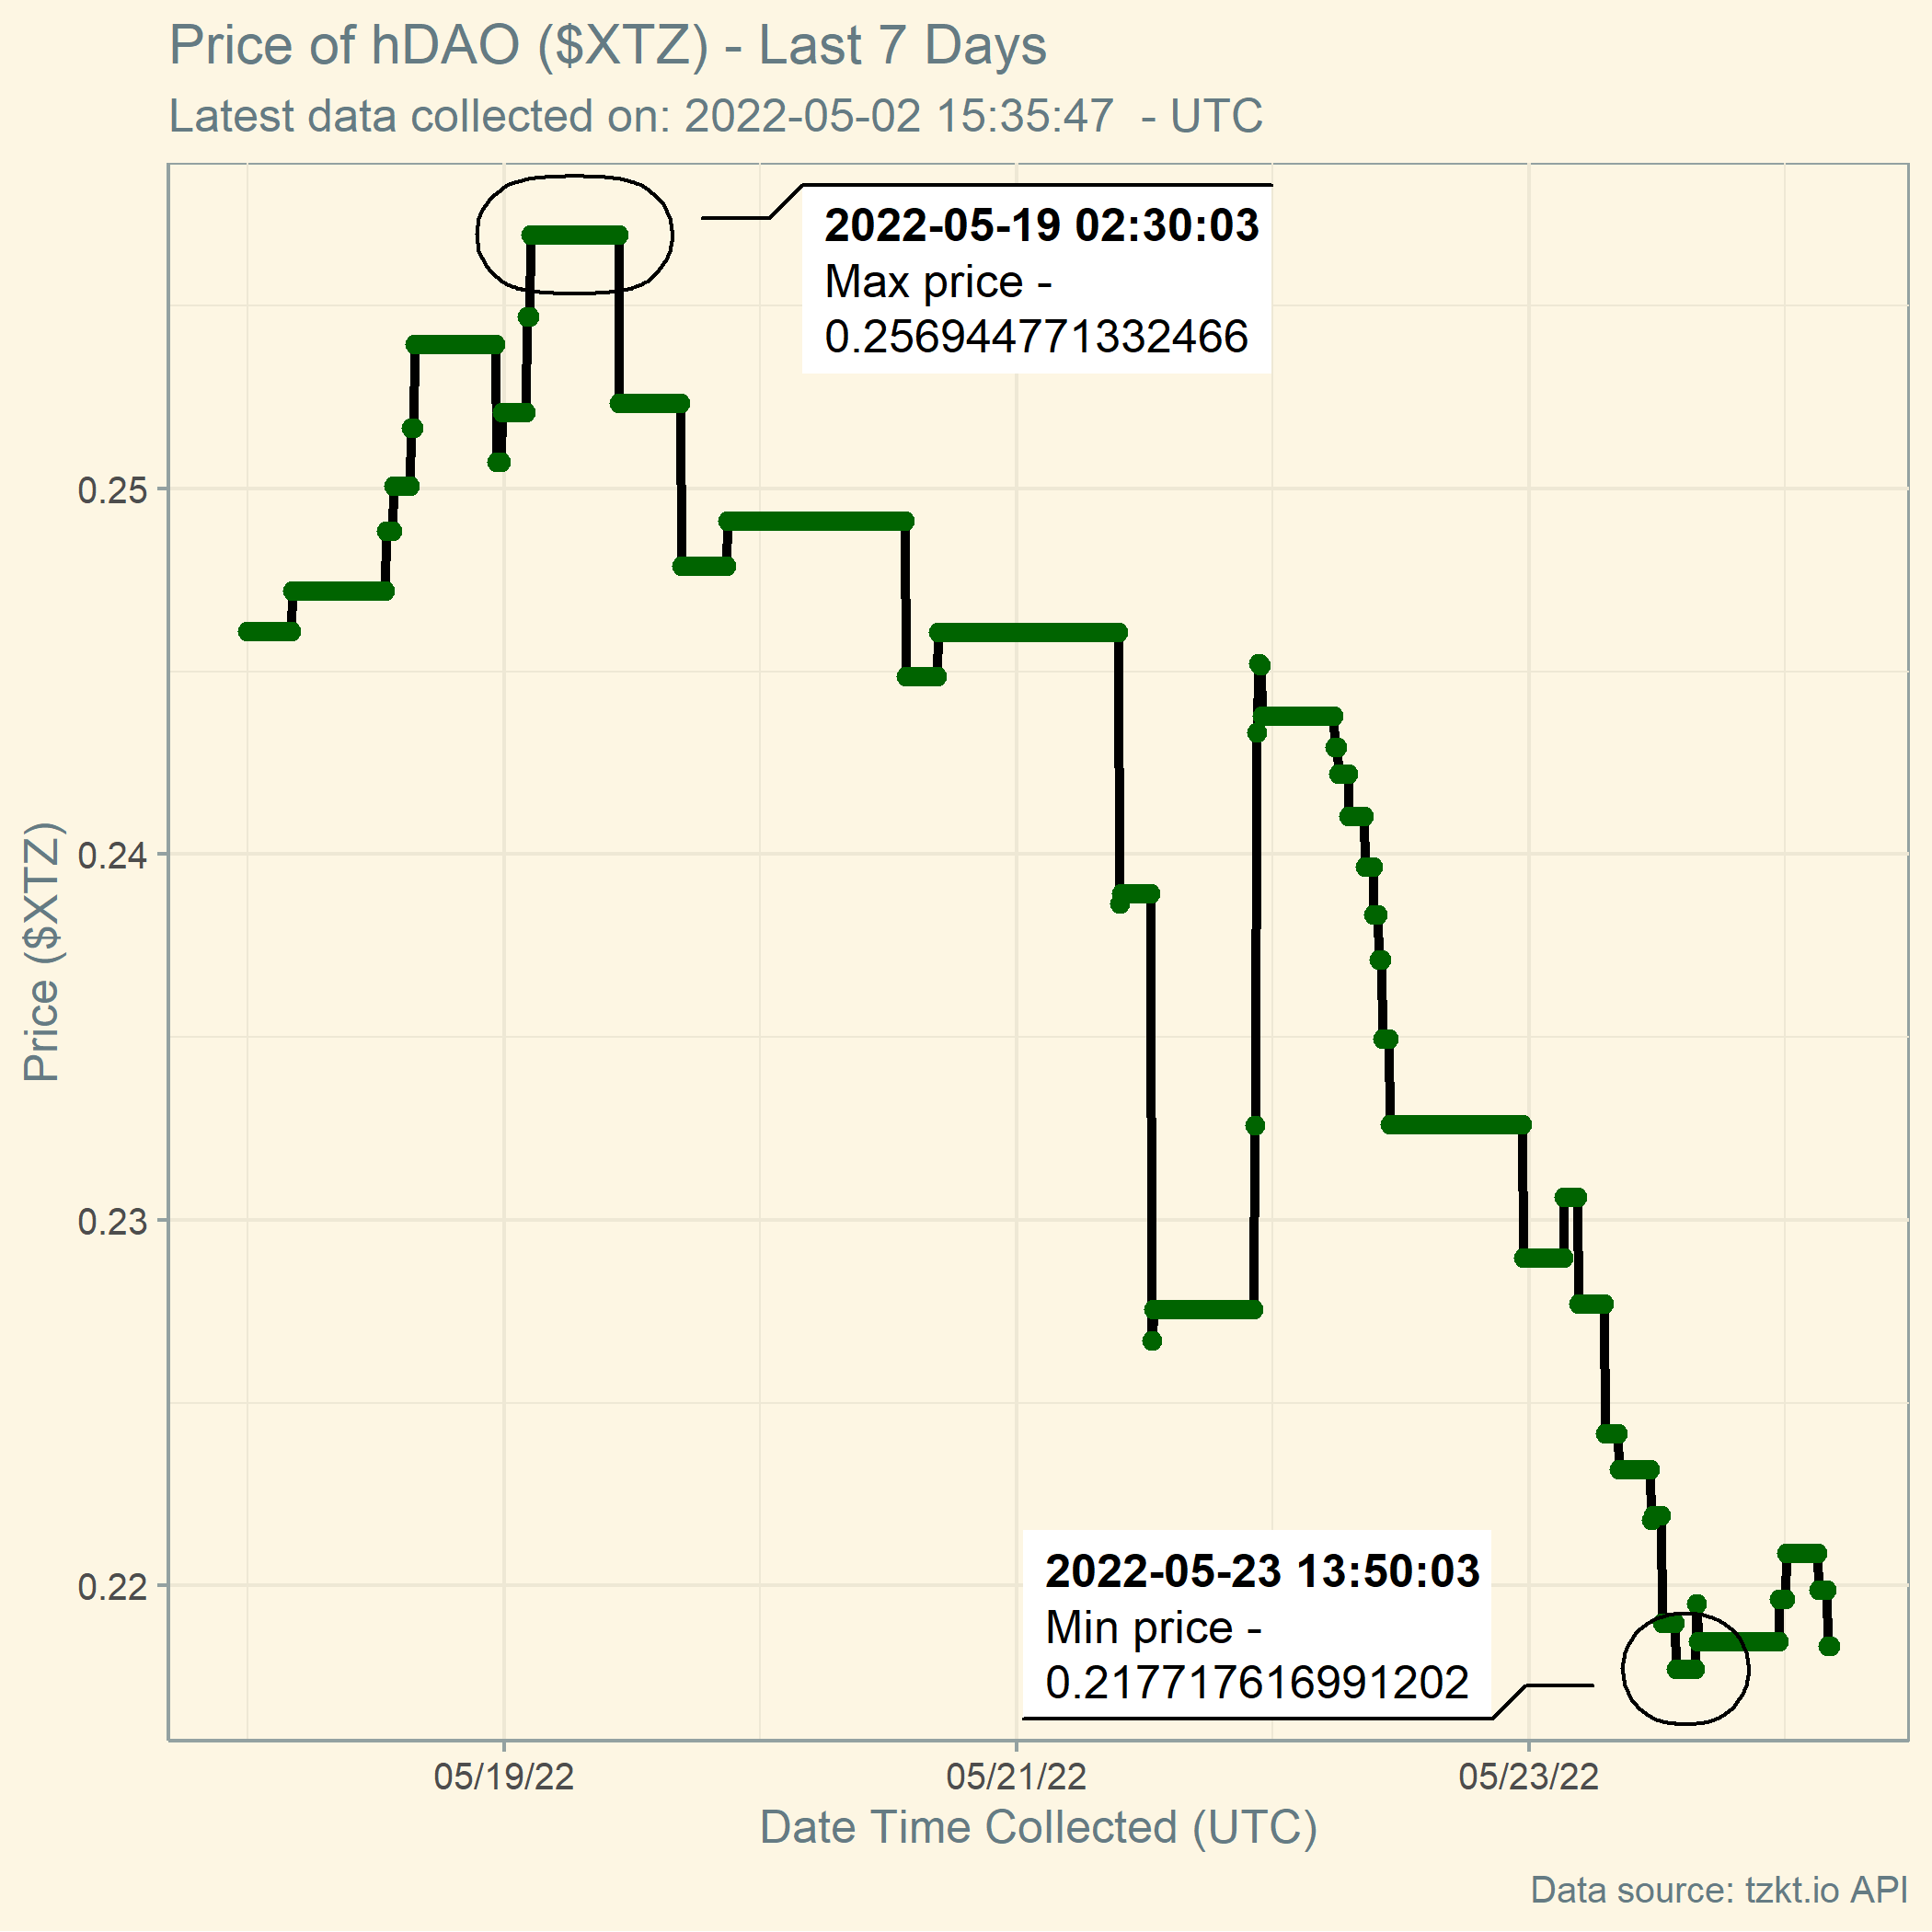 Price of hDAO ($XTZ) - Last 7 Days
Latest data collected on: 2022-05-02 15:35:47  - UTC
2022-05-19 02:30:03
Max price -
0.256944771332466
0.25
0.24
0.23
0.22
Price ($XTZ)
2022-05-23 13:50:03
Min price -
0.217717616991202
05/19/22
05/21/22
05/23/22
Date Time Collected (UTC)
Data source: tzkt.io API